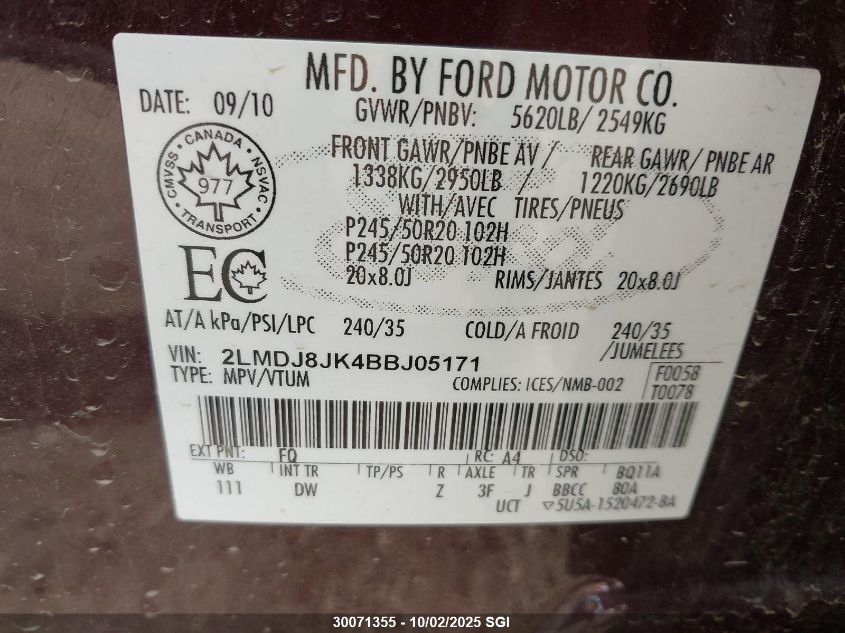 MFD. BY FORD MOTOR CO.
DATE: 09/10 GVWR/PNBV: 5620LB/ 2549KG
FRONT GAWR/PNBE AV / REAR GAWR/ PNBE AR
1338KG/2950LB / 1220KG/2690LB
WITH/AVEC TIRES/PNEUS
P245/50R20 102H
P245/50R20 102H
20x8.0J RIMS/JANTES 20x8.0J
CMVSS • CANADA • NSVAC
977
TRANSPORT
EC
AT/A kPa/PSI/LPC 240/35 COLD/A FROID 240/35
/JUMELEES
VIN: 2LMDJ8JK4BBJ05171
TYPE: MPV/VTUM COMPLIES: ICES/NMB-002
F0058
T0078
EXT PNT: FQ RC: A4 DSO:
WB INT TR TP/PS R AXLE TR SPR BQ11A
111 DW Z 3F J BBCC 80A
UCT ▽5U5A-1520472-BA
30071355 - 10/02/2025 SGI